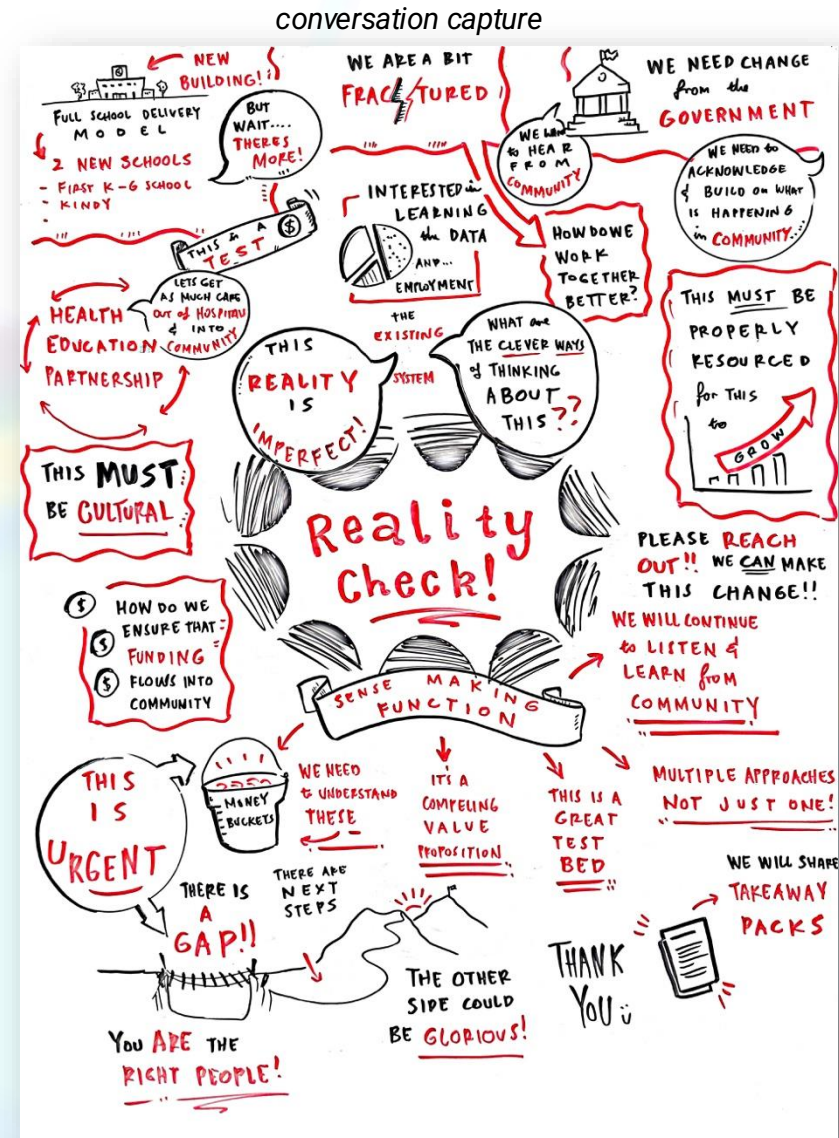 conversation capture
NEW
BUILDING!
FULL SCHOOL DELIVERY
MODEL
2 NEW SCHOOLS
- FIRST K-6 SCHOOL
- KINDY
BUT
WAIT....
THERES
MORE!
THIS is A
TEST
$
WE ARE A BIT
FRACTURED
WE NEED CHANGE
from the
GOVERNMENT
WE
to HEAR
FROM
COMMUNITY
WE NEED to
ACKNOWLEDGE
& BUILD on WHAT
IS HAPPENING
in COMMUNITY...
INTERESTED in
LEARNING
the DATA
AND...
EMPLOYMENT
HOW DO WE
WORK
TOGETHER
BETTER?
LETS GET
AS MUCH CARE
OUT of HOSPITAL
& INTO
COMMUNITY
HEALTH
EDUCATION
PARTNERSHIP
THE
EXISTING
SYSTEM
THIS
REALITY
IS
IMPERFECT!
WHAT are
THE CLEVER WAYS
of THINKING
ABOUT
THIS??
THIS MUST BE
PROPERLY
RESOURCED
for THIS
to
GROW
THIS MUST
BE CULTURAL
Reality
Check!
PLEASE REACH
OUT!! WE CAN MAKE
THIS CHANGE!!
$ HOW DO WE
$ ENSURE THAT
FUNDING
$ FLOWS INTO
COMMUNITY
SENSE MAKING
FUNCTION
WE WILL CONTINUE
to LISTEN &
LEARN from
COMMUNITY
THIS
IS
URGENT
MONEY
BUCKETS
WE NEED
to UNDERSTAND
THESE
IT'S A
COMPELING
VALUE
PROPOSITION
THIS IS A
GREAT
TEST
BED
MULTIPLE APPROACHES
NOT JUST ONE!
THERE IS
A
GAP!!
THERE ARE
NEXT
STEPS
WE WILL SHARE
TAKEAWAY
PACKS
THE OTHER
SIDE COULD
BE GLORIOUS!
THANK
YOU
YOU ARE THE
RIGHT PEOPLE!